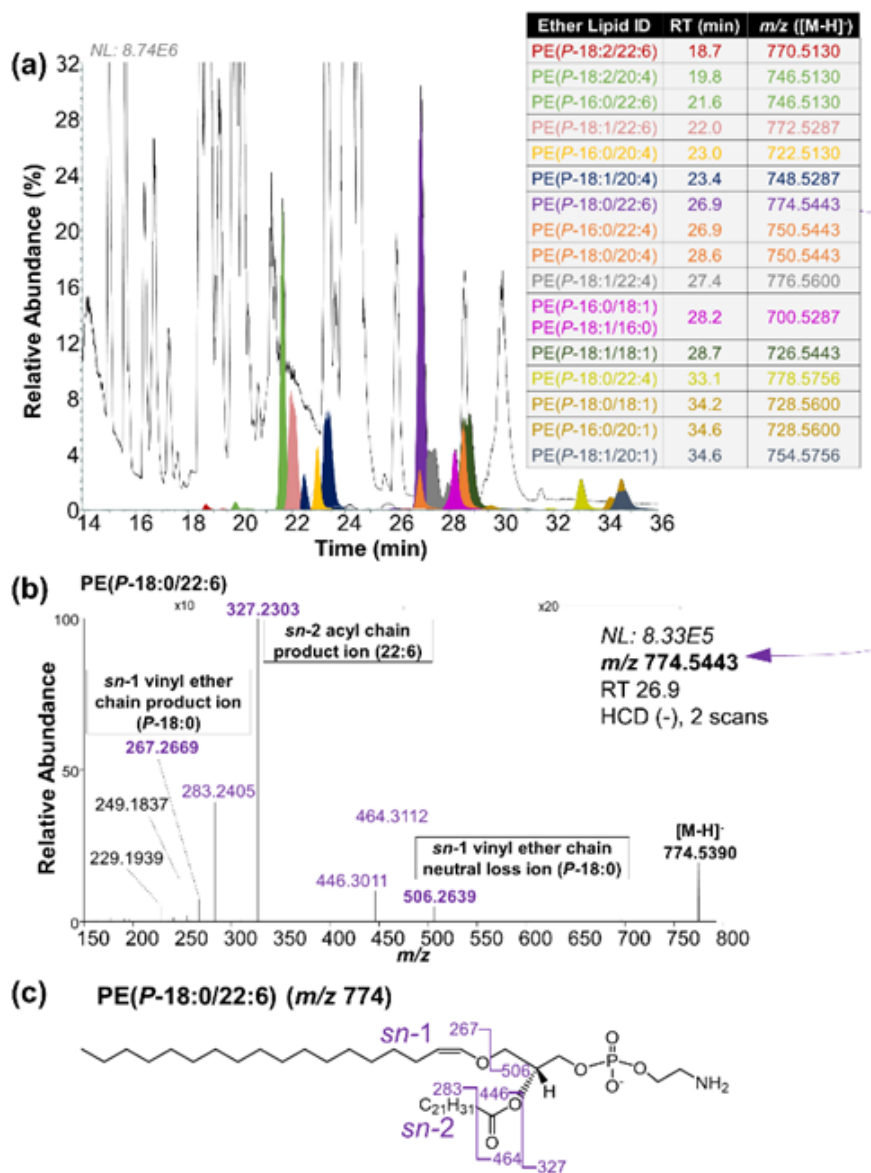 Ether Lipid ID RT (min) m/z ([M-H]-)
PE(P-18:2/22:6) 18.7 770.5130
PE(P-18:2/20:4) 19.8 746.5130
PE(P-16:0/22:6) 21.6 746.5130
PE(P-18:1/22:6) 22.0 772.5287
PE(P-16:0/20:4) 23.0 722.5130
PE(P-18:1/20:4) 23.4 748.5287
PE(P-18:0/22:6) 26.9 774.5443
PE(P-16:0/22:4) 26.9 750.5443
PE(P-18:0/20:4) 28.6 750.5443
PE(P-18:1/22:4) 27.4 776.5600
PE(P-16:0/18:1)
PE(P-18:1/16:0) 28.2 700.5287
PE(P-18:1/18:1) 28.7 726.5443
PE(P-18:0/22:4) 33.1 778.5756
PE(P-18:0/18:1) 34.2 728.5600
PE(P-16:0/20:1) 34.6 728.5600
PE(P-18:1/20:1) 34.6 754.5756
(a)
NL: 8.74E6
Relative Abundance (%)
32
28
24
20
16
12
8
4
0
14 16 18 20 22 24 26 28 30 32 34 36
Time (min)
(b)
PE(P-18:0/22:6)
x10
x20
Relative Abundance
100
50
0
327.2303
sn-2 acyl chain
product ion (22:6)
sn-1 vinyl ether
chain product ion
(P-18:0)
267.2669
283.2405
249.1837
229.1939
464.3112
446.3011
sn-1 vinyl ether chain
neutral loss ion (P-18:0)
506.2639
[M-H]-
774.5390
NL: 8.33E5
m/z 774.5443
RT 26.9
HCD (-), 2 scans
150 200 250 300 350 400 450 500 550 600 650 700 750 800
m/z
(c)
PE(P-18:0/22:6) (m/z 774)
sn-1
267
O
506
O
P
O
O-
O
NH2
H
283
446
O
C21H31
sn-2
O
464
327